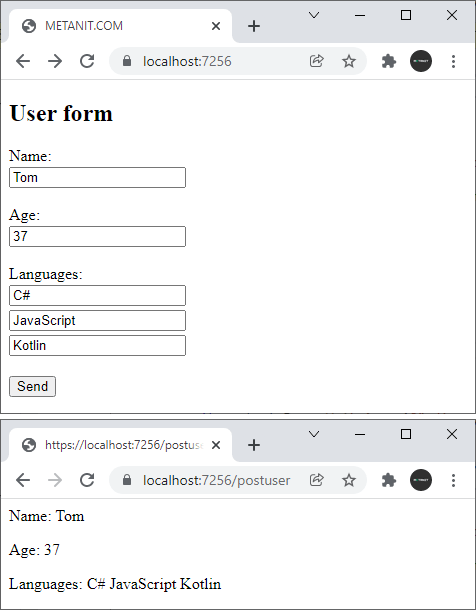 METANIT.COM
localhost:7256
User form
Name:
Tom
Age:
37
Languages:
C#
JavaScript
Kotlin
Send
https://localhost:7256/postuse
localhost:7256/postuser
Name: Tom
Age: 37
Languages: C# JavaScript Kotlin